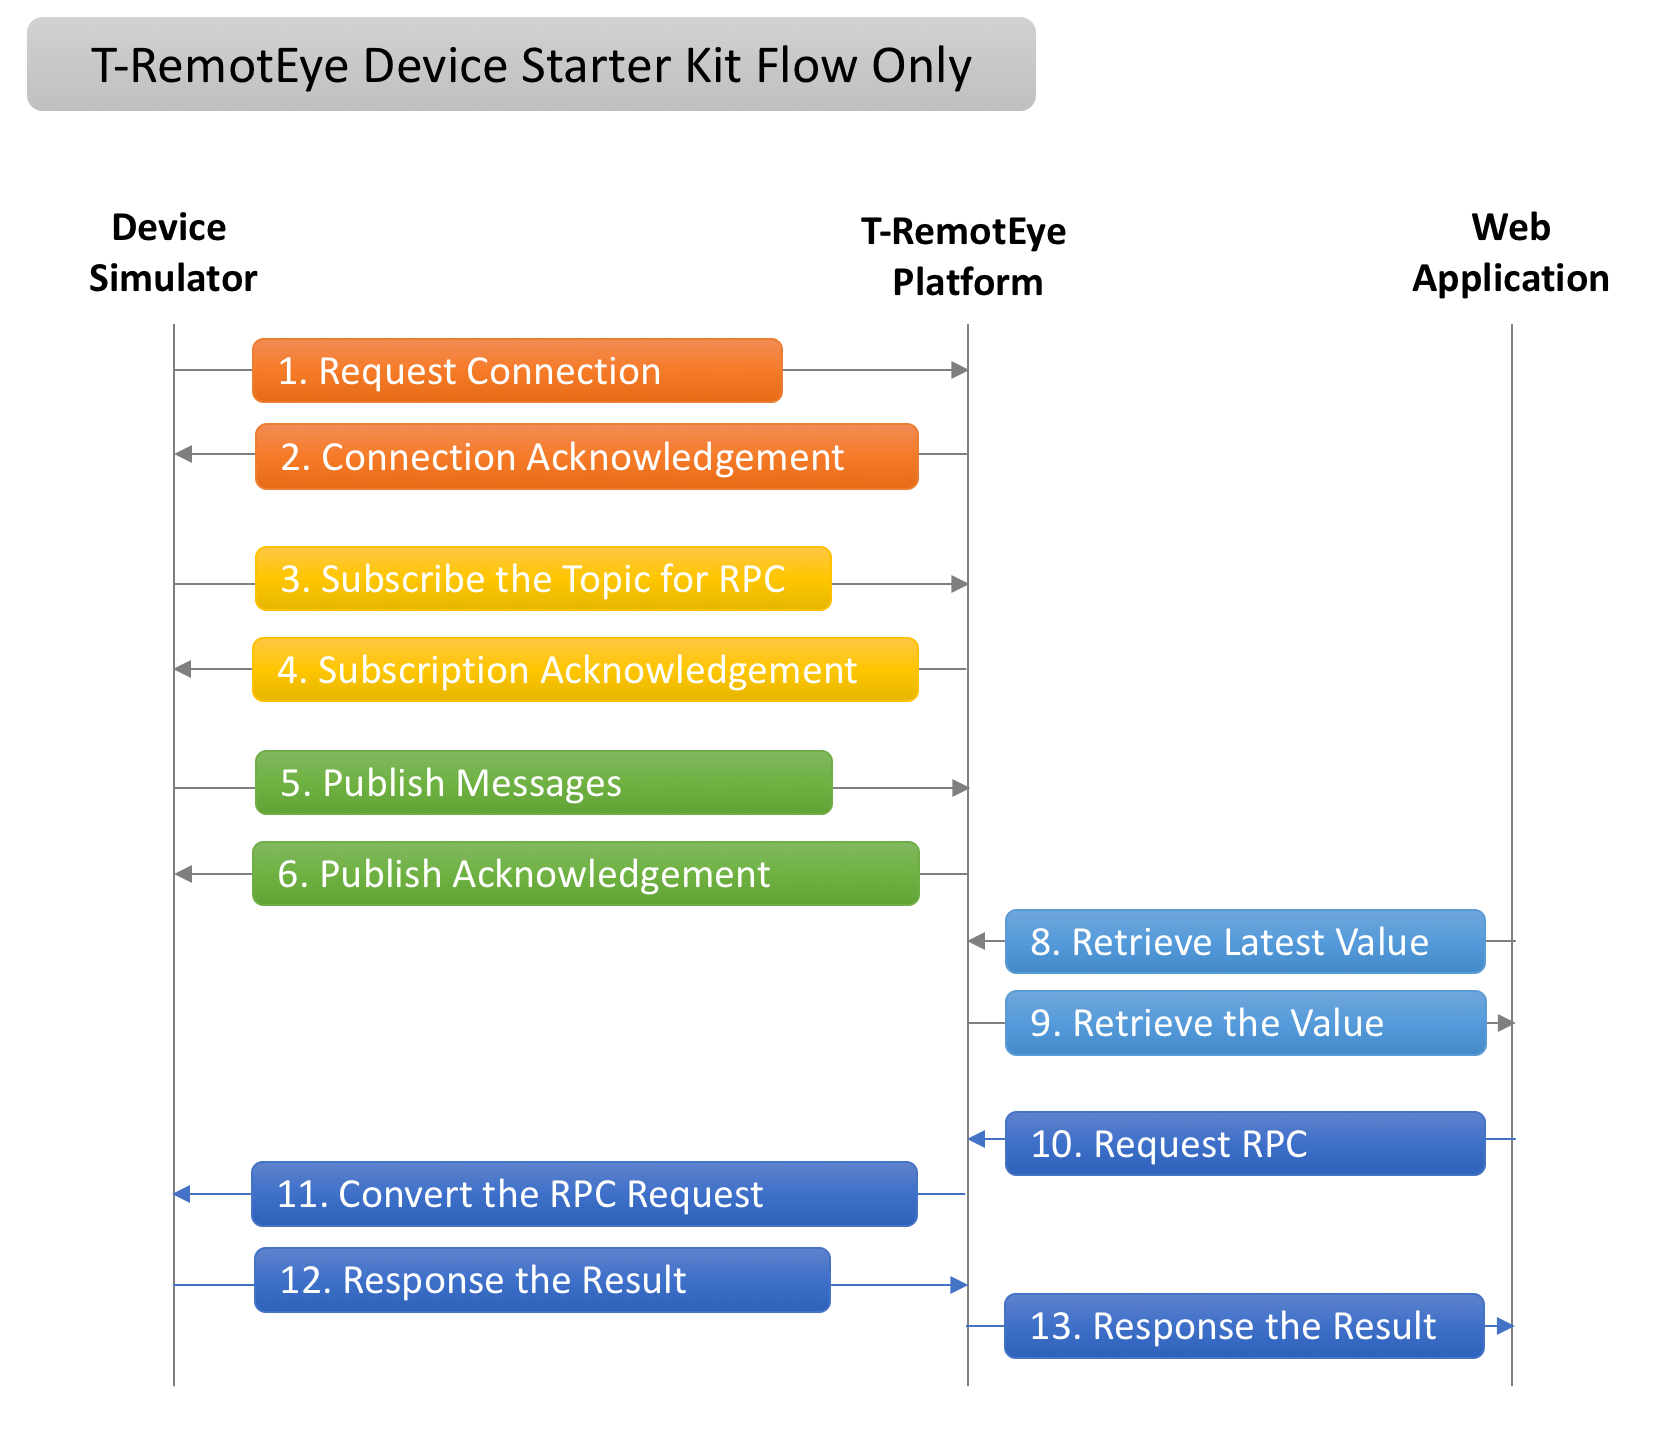 T-RemotEye Device Starter Kit Flow Only
Device
Simulator
T-RemotEye
Platform
Web
Application
1. Request Connection
2. Connection Acknowledgement
3. Subscribe the Topic for RPC
4. Subscription Acknowledgement
5. Publish Messages
6. Publish Acknowledgement
8. Retrieve Latest Value
9. Retrieve the Value
10. Request RPC
11. Convert the RPC Request
12. Response the Result
13. Response the Result